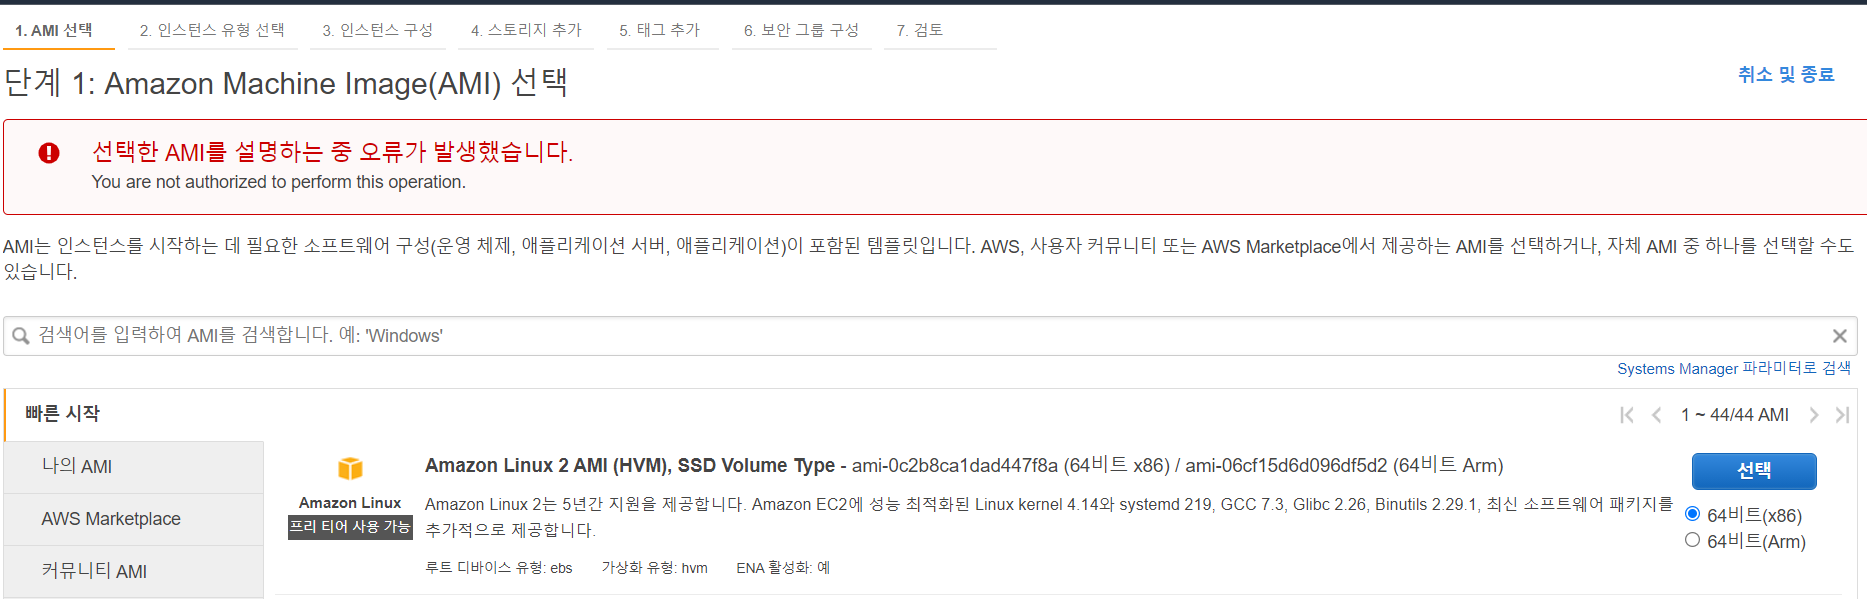 1. AMI 선택
2. 인스턴스 유형 선택
3. 인스턴스 구성
4. 스토리지 추가
5. 태그 추가
6. 보안 그룹 구성
7. 검토
단계 1: Amazon Machine Image(AMI) 선택
취소 및 종료
선택한 AMI를 설명하는 중 오류가 발생했습니다.
You are not authorized to perform this operation.
AMI는 인스턴스를 시작하는 데 필요한 소프트웨어 구성(운영 체제, 애플리케이션 서버, 애플리케이션)이 포함된 템플릿입니다. AWS, 사용자 커뮤니티 또는 AWS Marketplace에서 제공하는 AMI를 선택하거나, 자체 AMI 중 하나를 선택할 수도
있습니다.
검색어를 입력하여 AMI를 검색합니다. 예: 'Windows'
Systems Manager 파라미터로 검색
빠른 시작
1 ~ 44/44 AMI
나의 AMI
AWS Marketplace
커뮤니티 AMI
Amazon Linux
프리 티어 사용 가능
Amazon Linux 2 AMI (HVM), SSD Volume Type - ami-0c2b8ca1dad447f8a (64비트 x86) / ami-06cf15d6d096df5d2 (64비트 Arm)
Amazon Linux 2는 5년간 지원을 제공합니다. Amazon EC2에 성능 최적화된 Linux kernel 4.14와 systemd 219, GCC 7.3, Glibc 2.26, Binutils 2.29.1, 최신 소프트웨어 패키지를
추가적으로 제공합니다.
루트 디바이스 유형: ebs
가상화 유형: hvm
ENA 활성화: 예
선택
64비트(x86)
64비트(Arm)